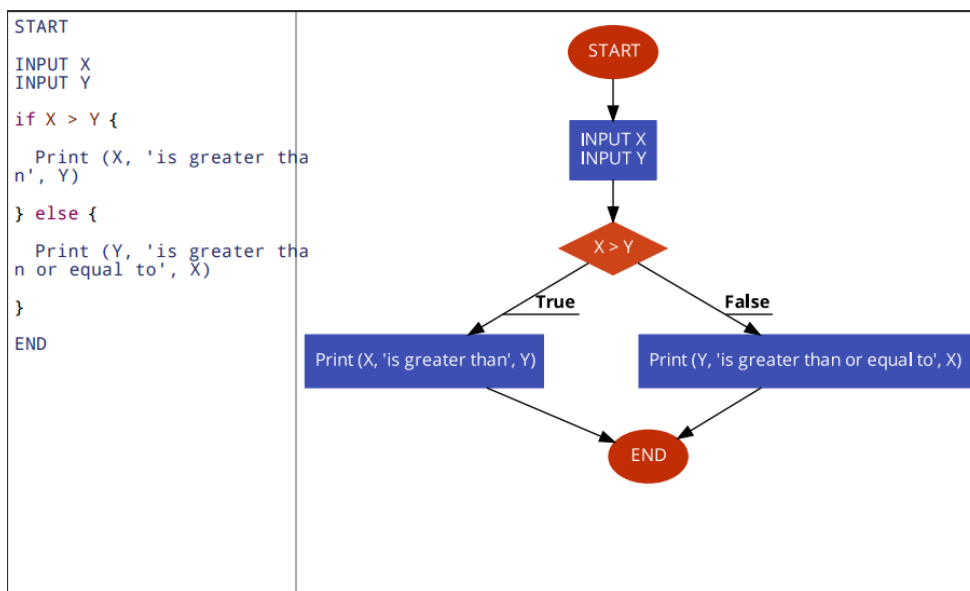 START
INPUT X
INPUT Y
if X > Y {
Print (X, 'is greater tha
n', Y)
} else {
Print (Y, 'is greater tha
n or equal to', X)
}
END
START
INPUT X
INPUT Y
X > Y
True
False
Print (X, 'is greater than', Y)
Print (Y, 'is greater than or equal to', X)
END